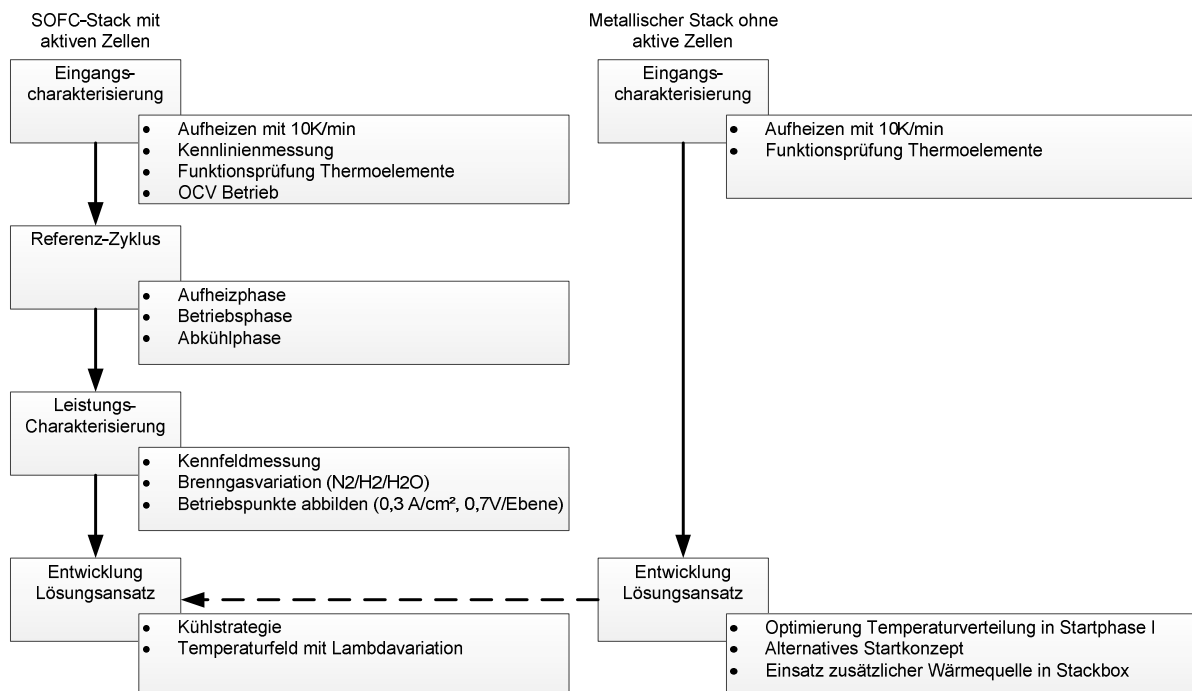 SOFC-Stack mit
aktiven Zellen
Eingangs-
charakterisierung
• Aufheizen mit 10K/min
• Kennlinienmessung
• Funktionsprüfung Thermoelemente
• OCV Betrieb
Referenz-Zyklus
• Aufheizphase
• Betriebsphase
• Abkühlphase
Leistungs-
Charakterisierung
• Kennfeldmessung
• Brenngasvariation (N2/H2/H2O)
• Betriebspunkte abbilden (0,3 A/cm², 0,7V/Ebene)
Entwicklung
Lösungsansatz
• Kühlstrategie
• Temperaturfeld mit Lambdavariation
Metallischer Stack ohne
aktive Zellen
Eingangs-
charakterisierung
• Aufheizen mit 10K/min
• Funktionsprüfung Thermoelemente
Entwicklung
Lösungsansatz
• Optimierung Temperaturverteilung in Startphase I
• Alternatives Startkonzept
• Einsatz zusätzlicher Wärmequelle in Stackbox